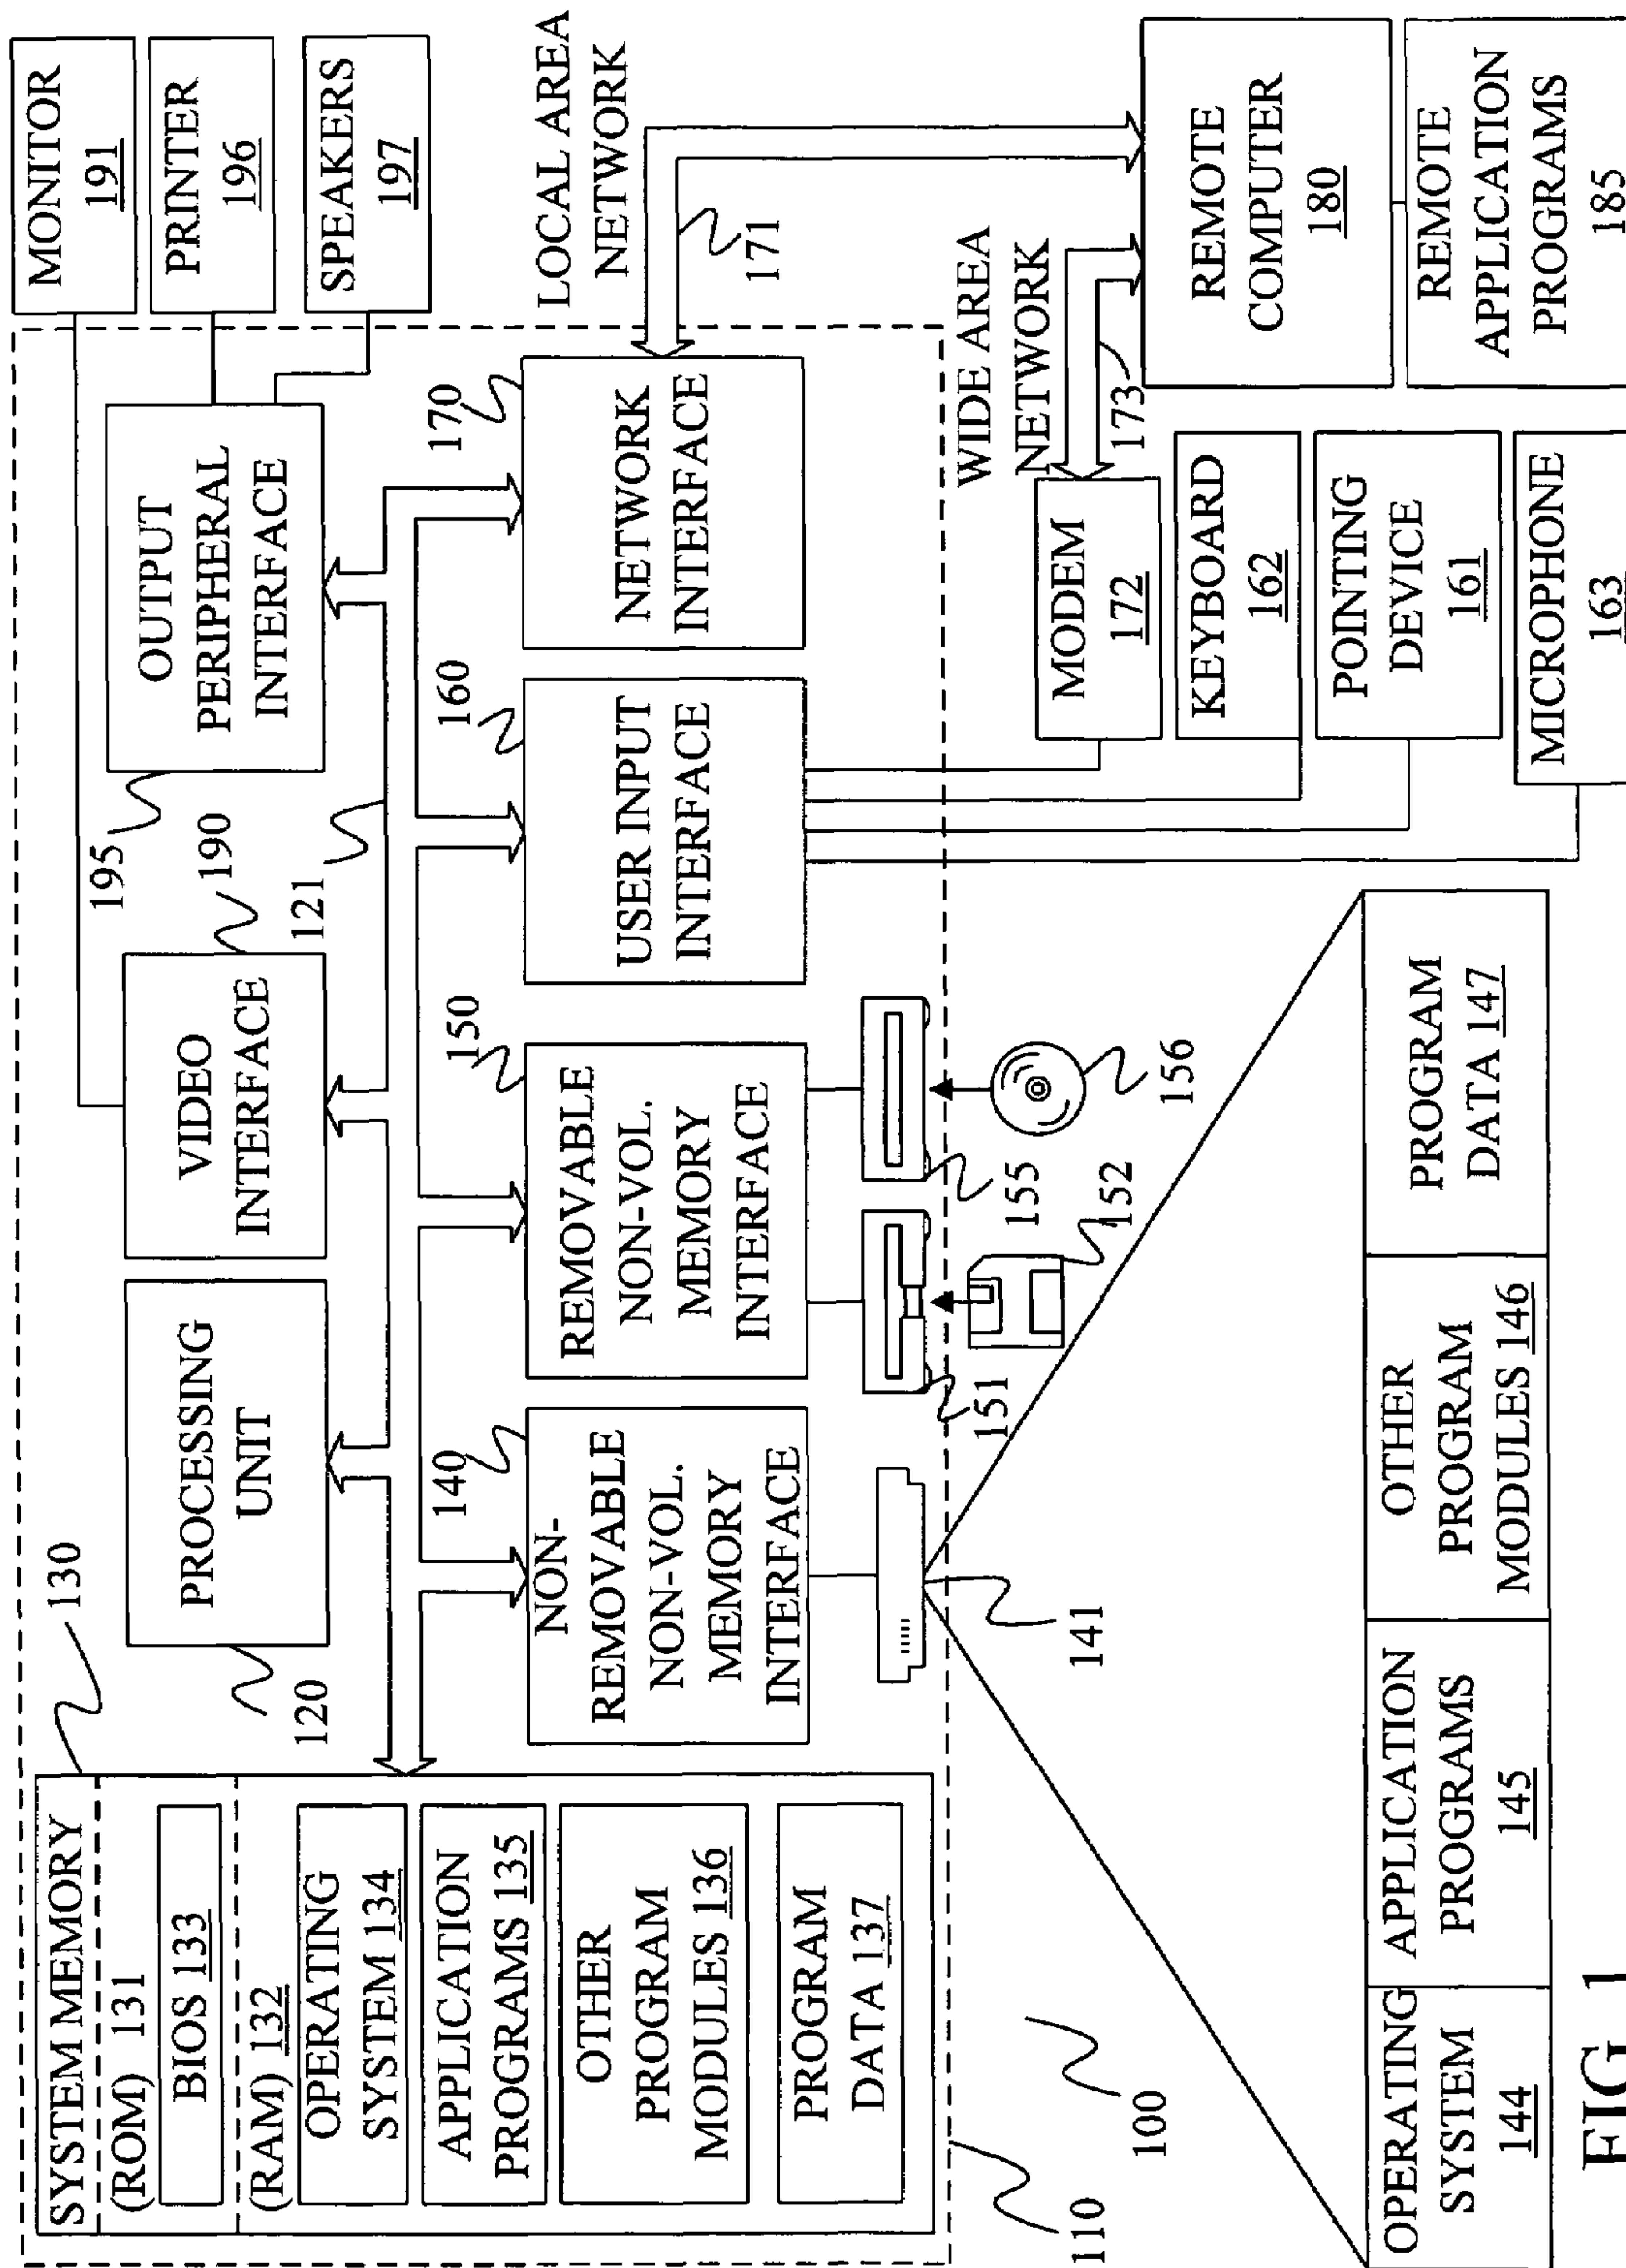 SYSTEM MEMORY
(ROM) 131
BIOS 133
(RAM) 132
OPERATING
SYSTEM 134
APPLICATION
PROGRAMS 135
OTHER
PROGRAM
MODULES 136
PROGRAM
DATA 137
130
PROCESSING
UNIT
120
VIDEO
INTERFACE
190
OUTPUT
PERIPHERAL
INTERFACE
195
121
MONITOR
191
PRINTER
196
SPEAKERS
197
NON-
REMOVABLE
NON-VOL.
MEMORY
INTERFACE
140
REMOVABLE
NON-VOL.
MEMORY
INTERFACE
150
USER INPUT
INTERFACE
160
NETWORK
INTERFACE
170
LOCAL AREA
NETWORK
171
141
151
152
155
156
WIDE AREA
NETWORK
173
MODEM
172
KEYBOARD
162
POINTING
DEVICE
161
MICROPHONE
163
REMOTE
COMPUTER
180
REMOTE
APPLICATION
PROGRAMS
185
110
100
OPERATING
SYSTEM
144
APPLICATION
PROGRAMS
145
OTHER
PROGRAM
MODULES 146
PROGRAM
DATA 147
FIG. 1